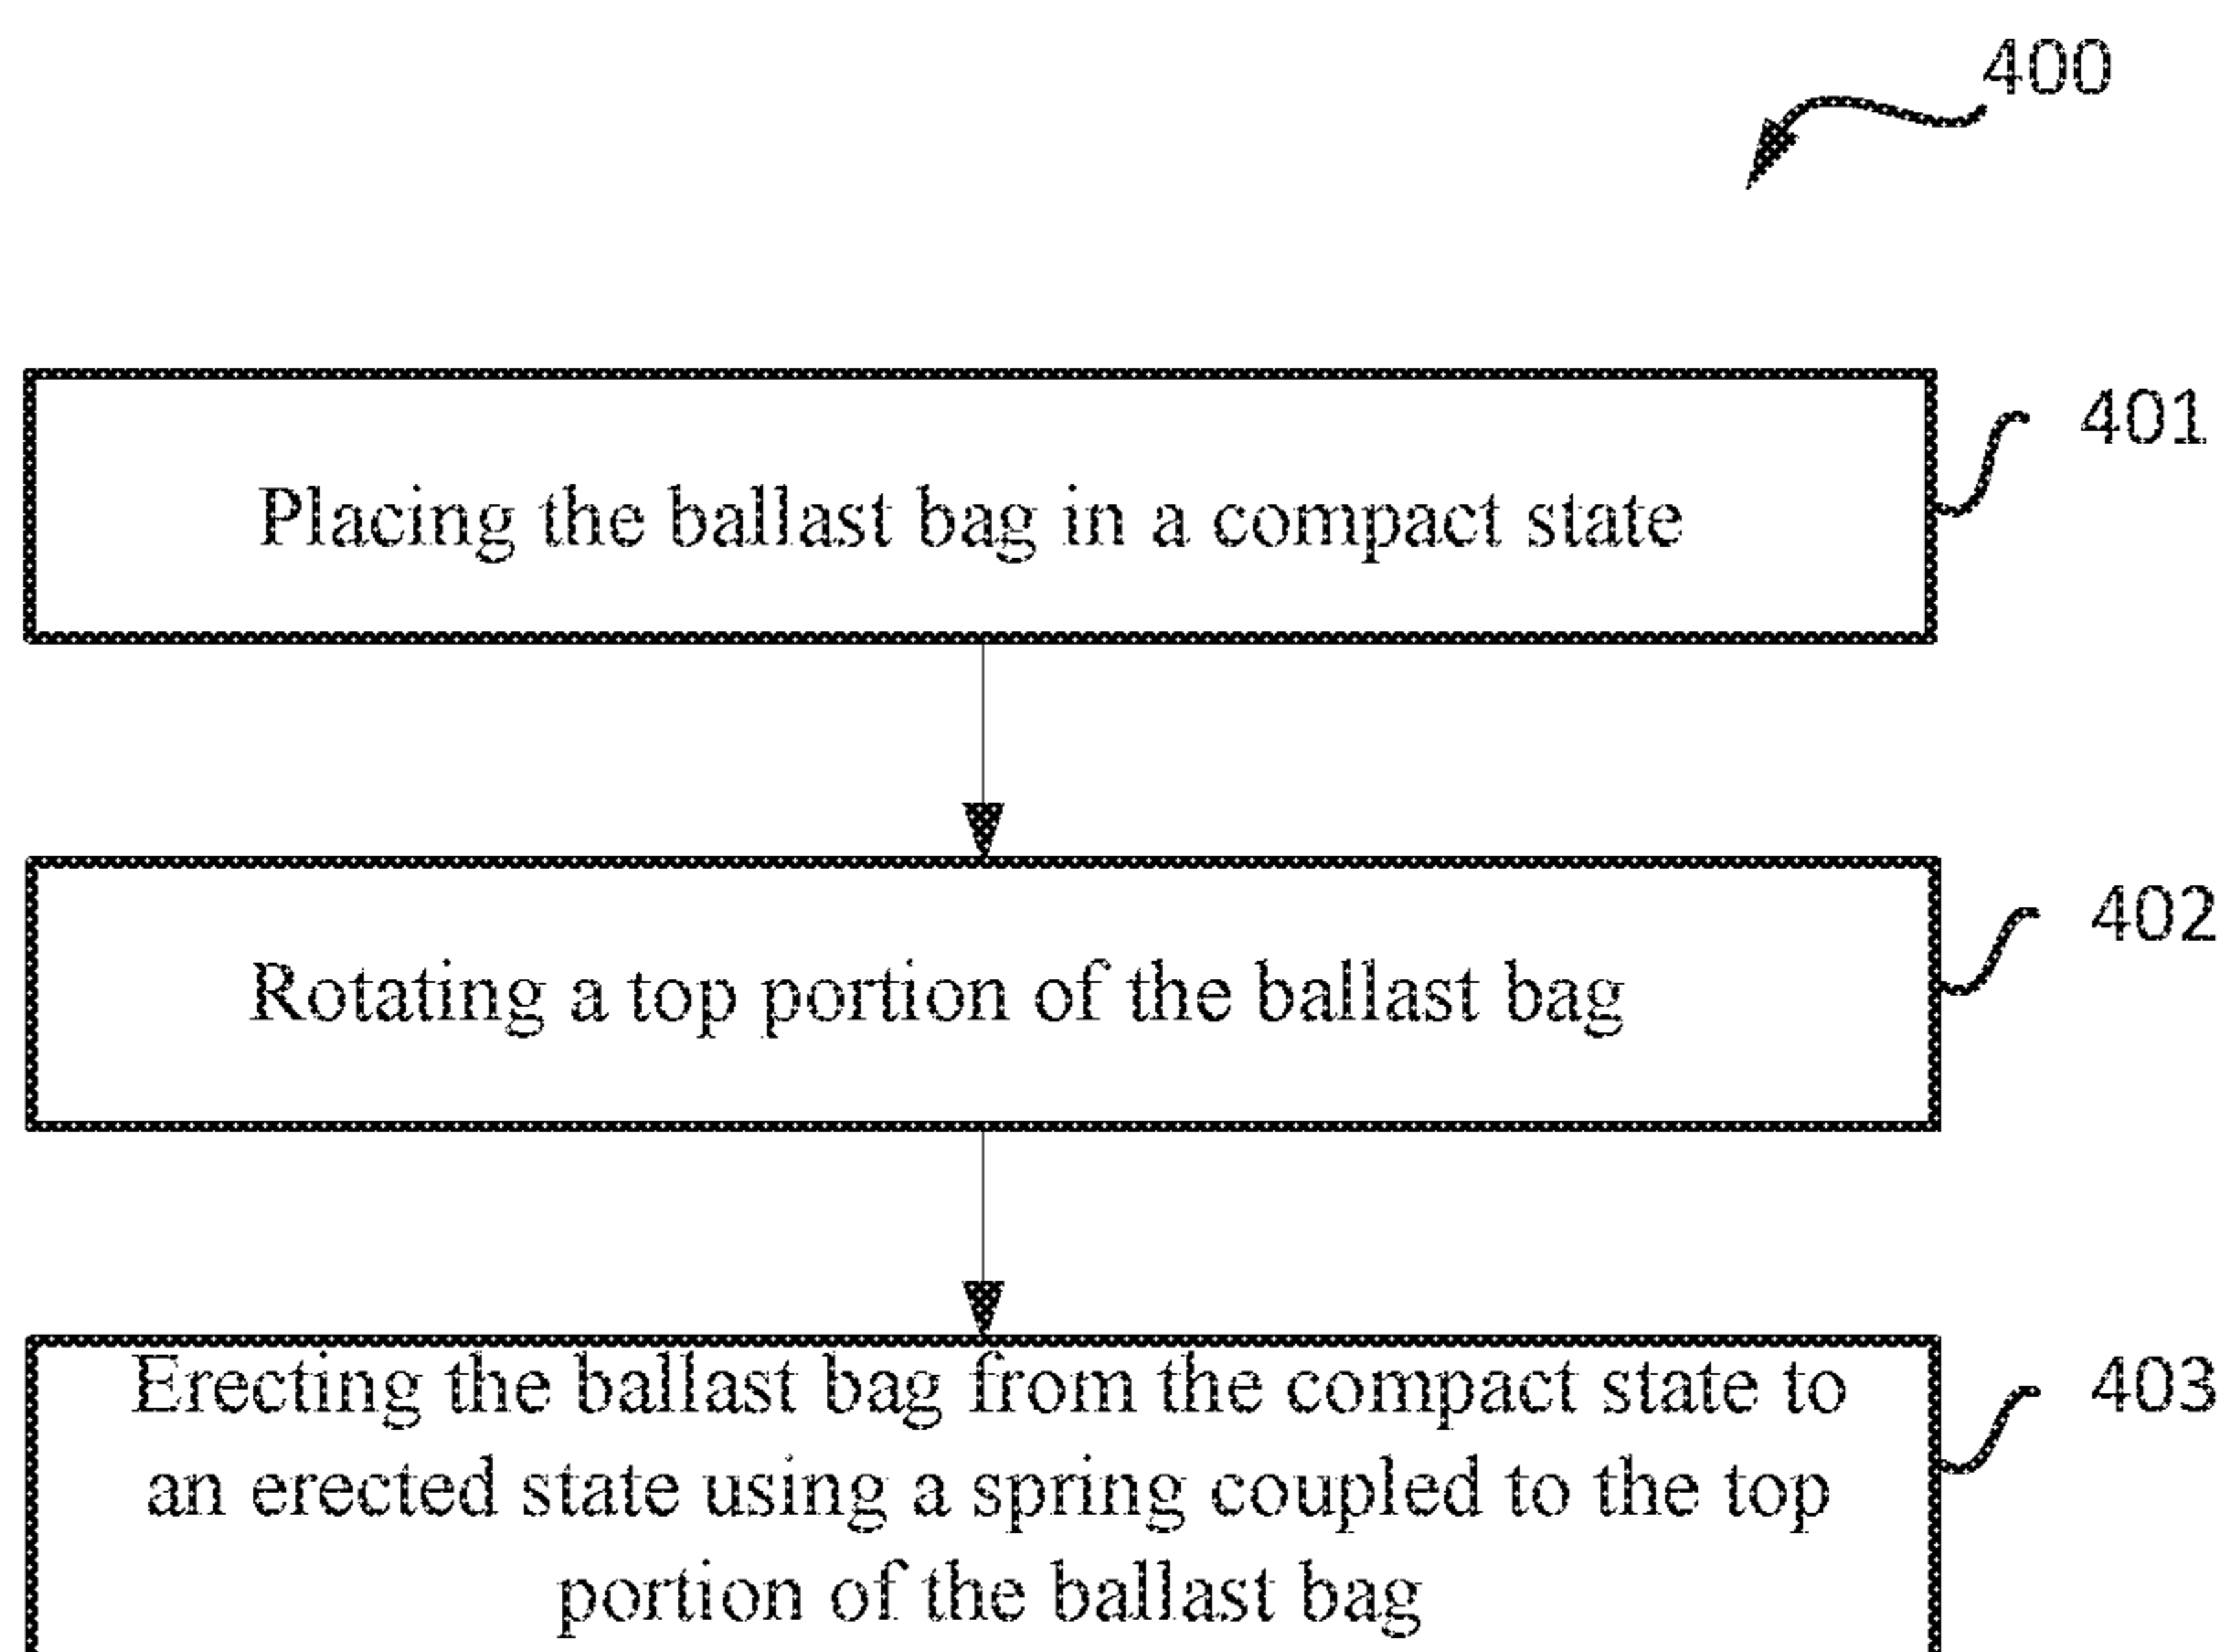 400
401
Placing the ballast bag in a compact state
402
Rotating a top portion of the ballast bag
403
Erecting the ballast bag from the compact state to
an erected state using a spring coupled to the top
portion of the ballast bag